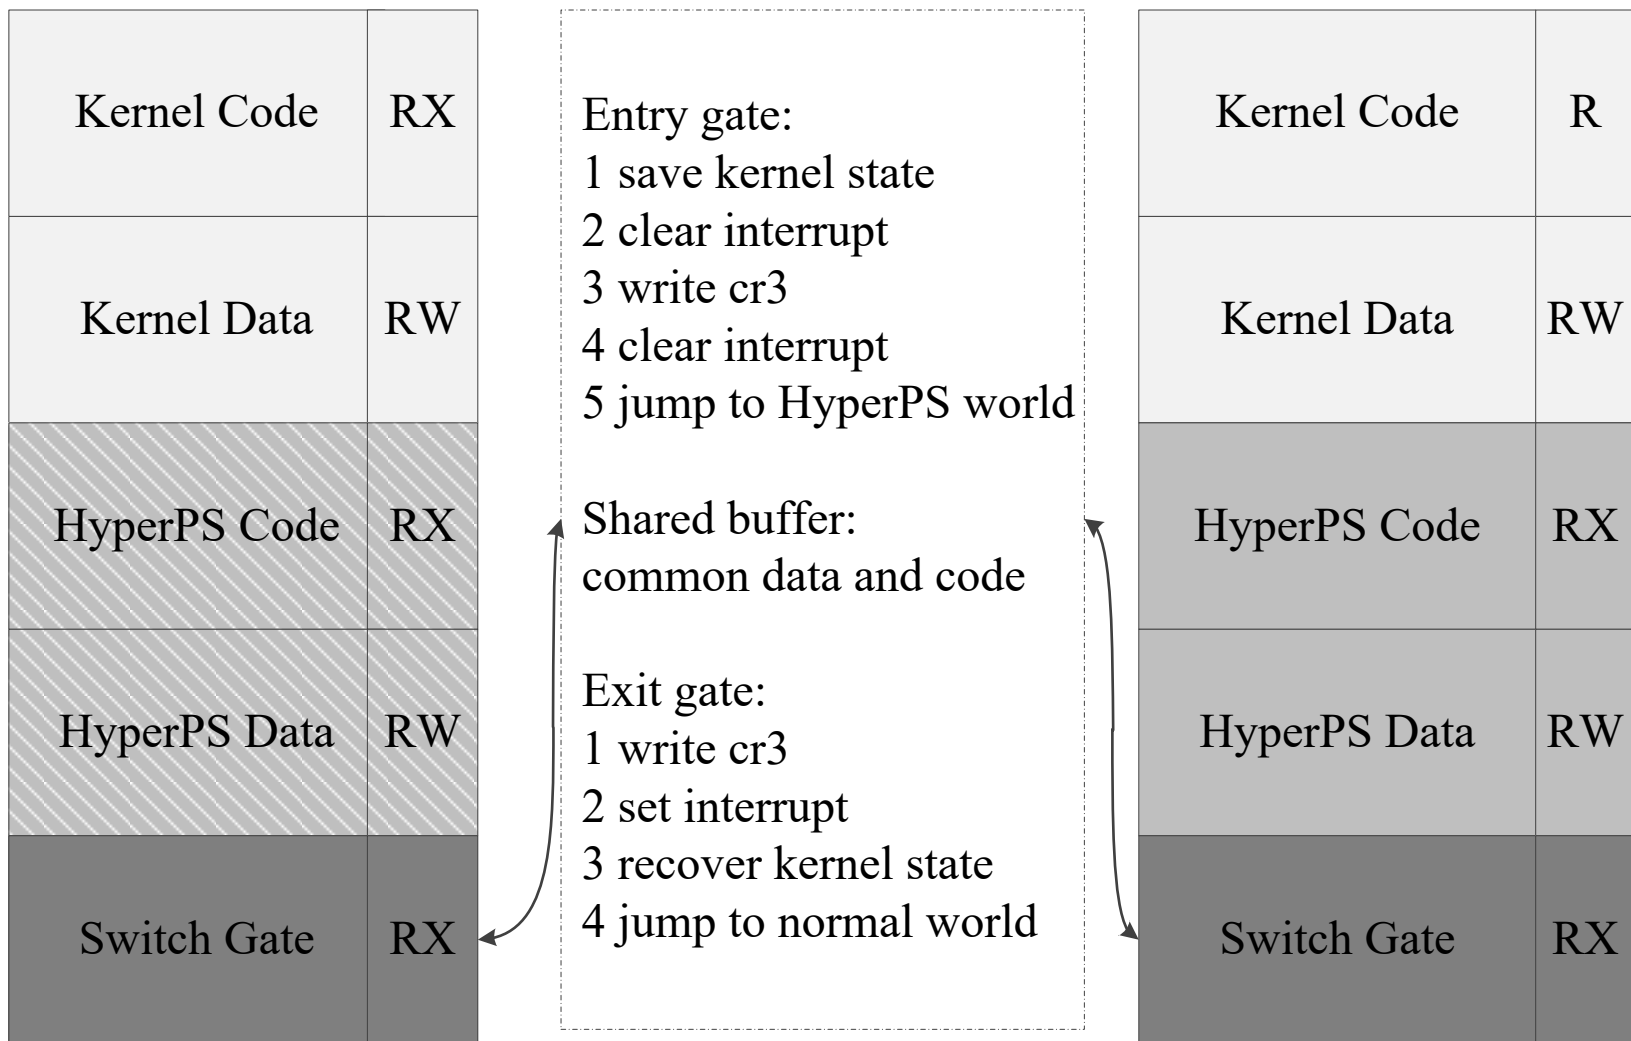 Kernel Code RX
Kernel Data RW
HyperPS Code RX
HyperPS Data RW
Switch Gate RX
Entry gate:
1 save kernel state
2 clear interrupt
3 write cr3
4 clear interrupt
5 jump to HyperPS world
Shared buffer:
common data and code
Exit gate:
1 write cr3
2 set interrupt
3 recover kernel state
4 jump to normal world
Kernel Code R
Kernel Data RW
HyperPS Code RX
HyperPS Data RW
Switch Gate RX